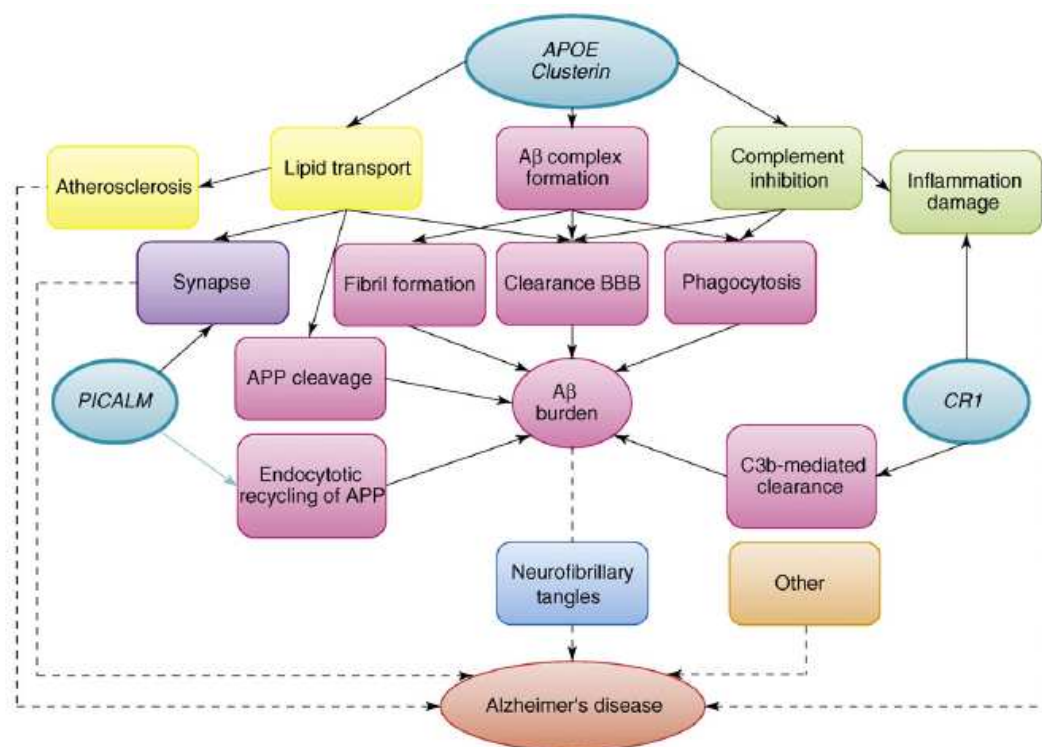 APOE
Clusterin
Lipid transport
Aβ complex
formation
Complement
inhibition
Atherosclerosis
Inflammation
damage
Synapse
Fibril formation
Clearance BBB
Phagocytosis
APP cleavage
PICALM
Aβ
burden
CR1
Endocytotic
recycling of APP
C3b-mediated
clearance
Neurofibrillary
tangles
Other
Alzheimer's disease